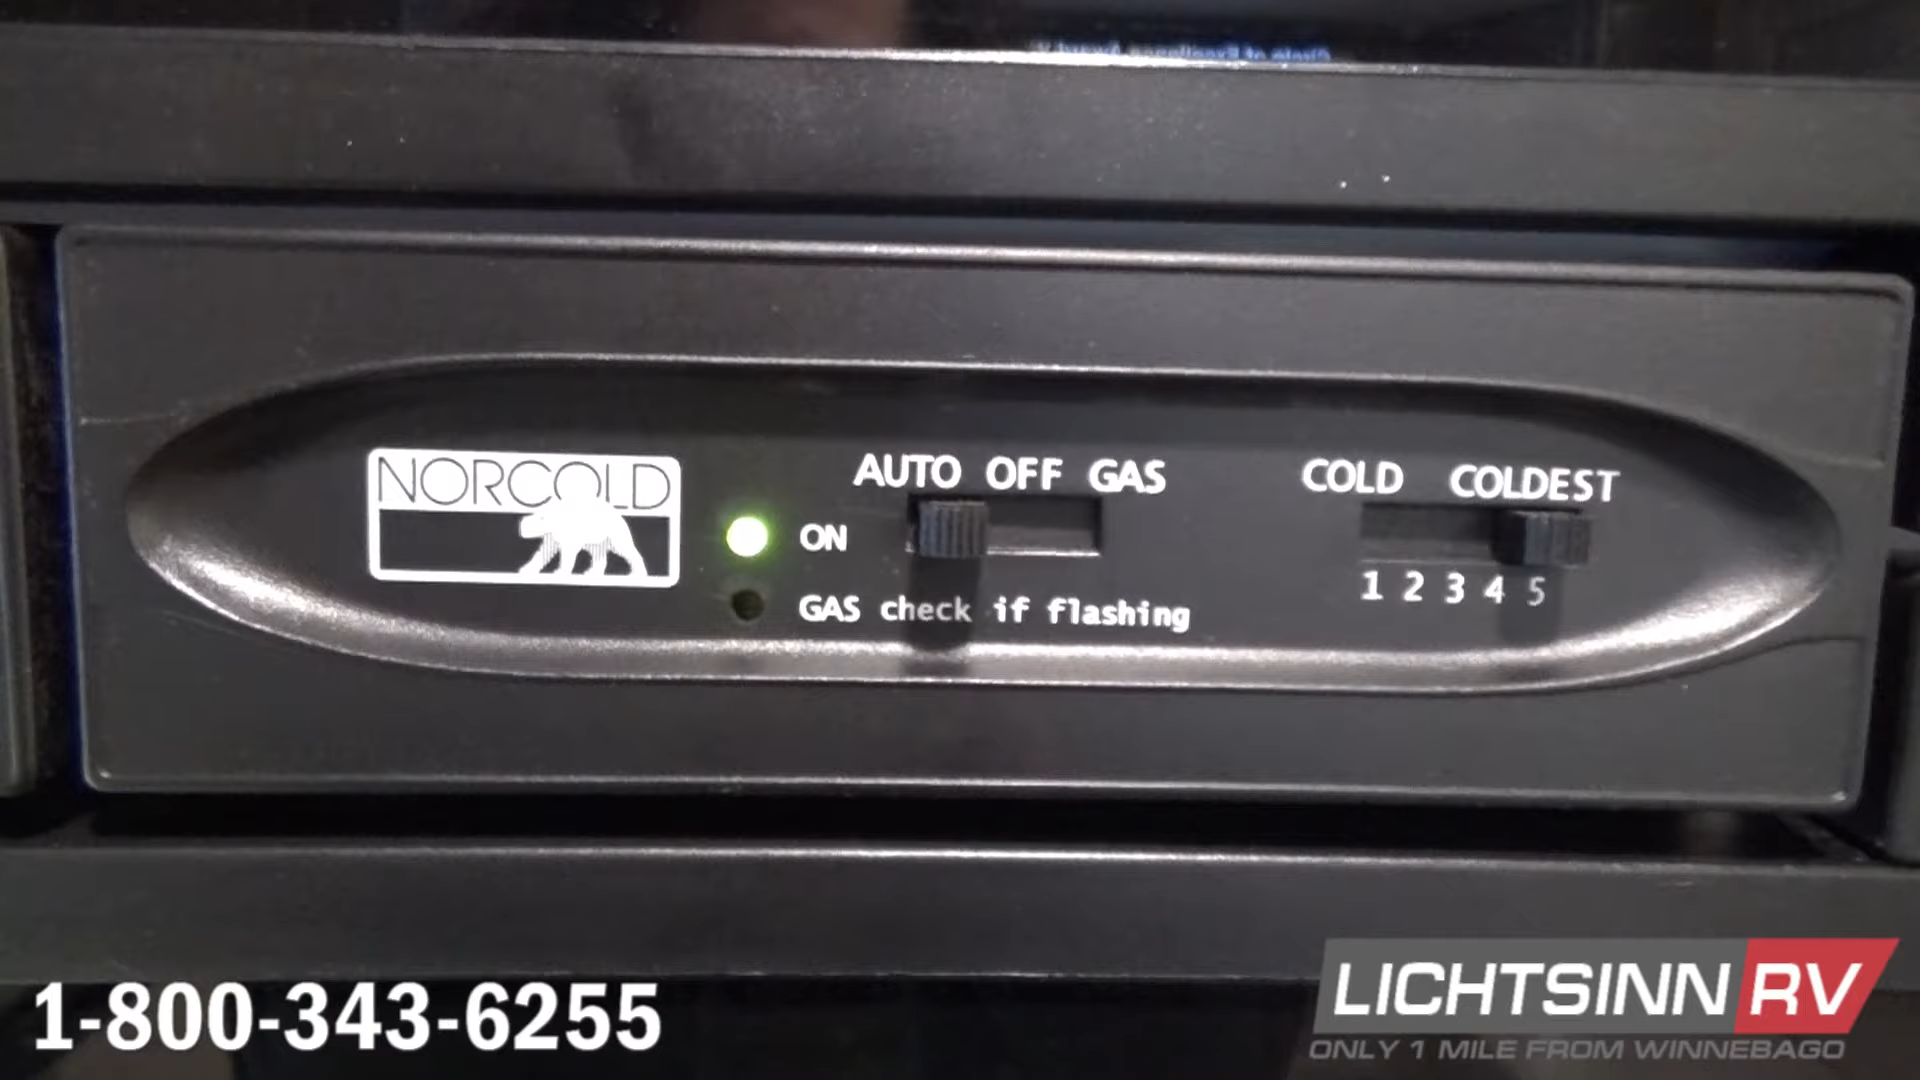 NORCOLD
AUTO OFF GAS
COLD COLDEST
ON
1 2 3 4 5
GAS check if flashing
1-800-343-6255
LICHTSINN RV
ONLY 1 MILE FROM WINNEBAGO